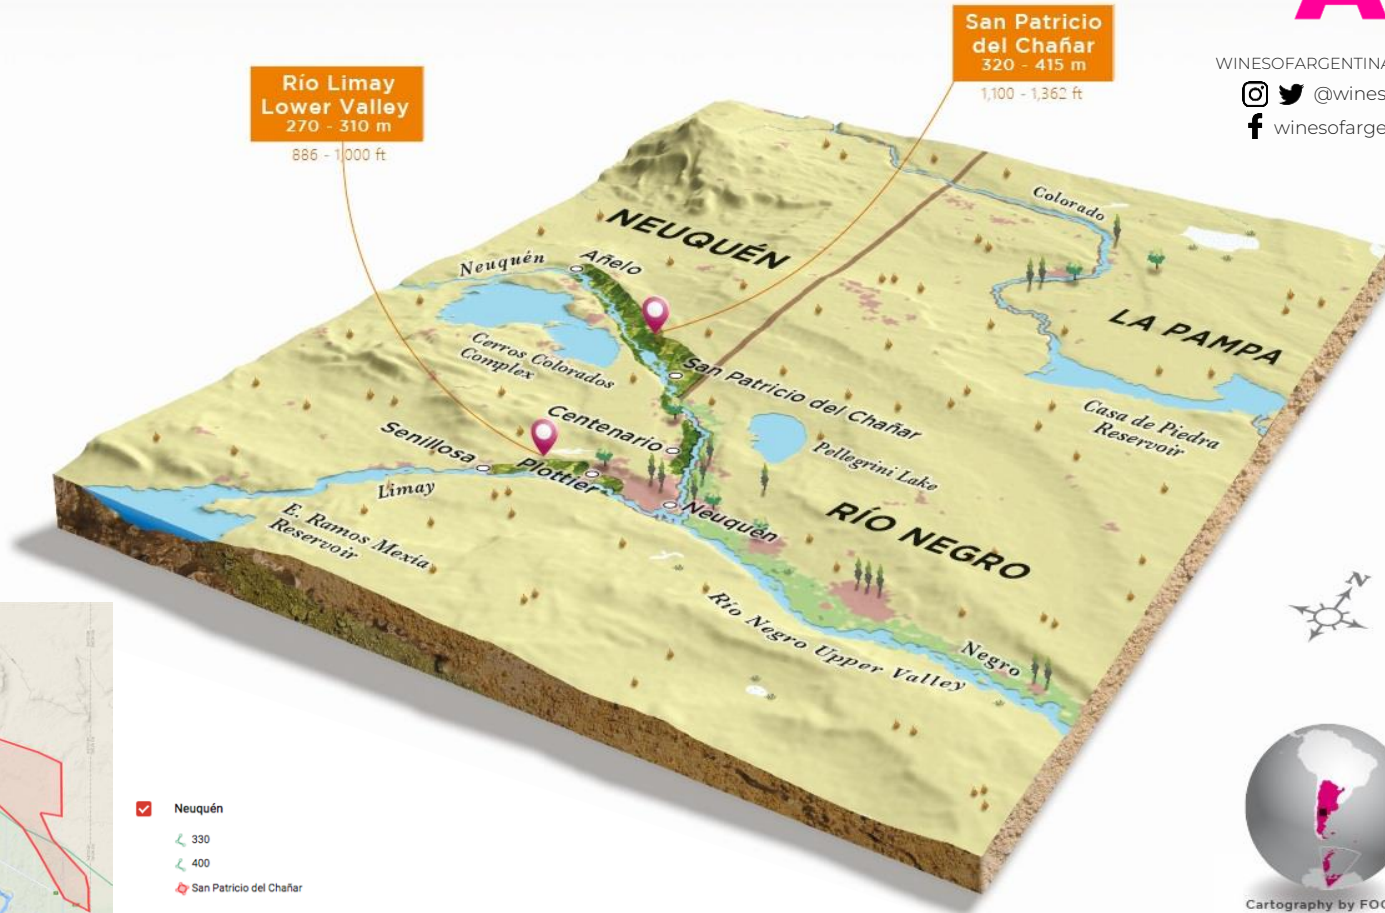 San Patricio
del Chañar
320 - 415 m
1,100 - 1,362 ft
Río Limay
Lower Valley
270 - 310 m
886 - 1,000 ft
WINESOFARGENTINA
@wines
winesofarge
Colorado
NEUQUÉN
Neuquén
Añelo
LA PAMPA
Cerros Colorados
Complex
San Patricio del Chañar
Casa de Piedra
Reservoir
Centenario
Pellegrini Lake
Senillosa
Plottier
Limay
Neuquén
RÍO NEGRO
E. Ramos Mexía
Reservoir
Río Negro Upper Valley
Negro
N
Neuquén
330
400
San Patricio del Chañar
Cartography by FOC